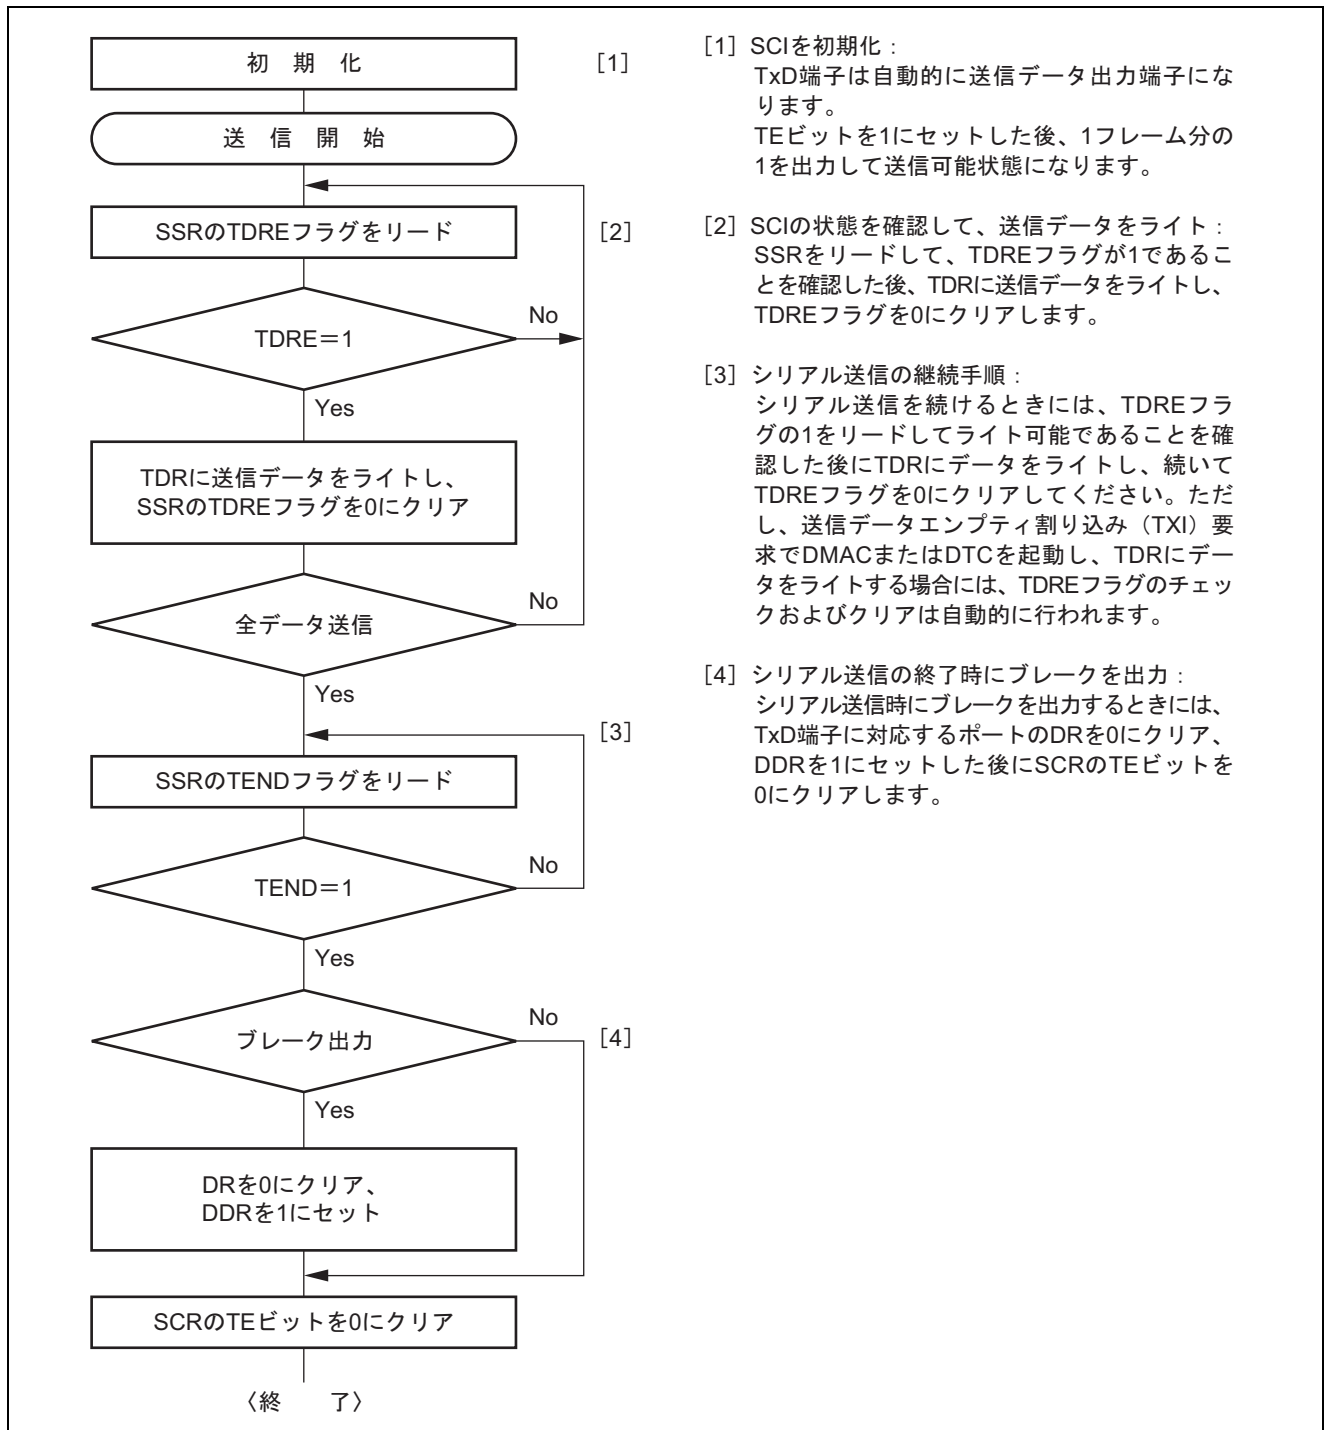 初 期 化
[1]
送 信 開 始
SSRのTDREフラグをリード
[2]
TDRE＝1
No
Yes
TDRに送信データをライトし、
SSRのTDREフラグを0にクリア
全データ送信
No
Yes
[3]
SSRのTENDフラグをリード
TEND＝1
No
Yes
ブレーク出力
No
[4]
Yes
DRを0にクリア、
DDRを1にセット
SCRのTEビットを0にクリア
〈終 了〉
[1] SCIを初期化：
TxD端子は自動的に送信データ出力端子にな
ります。
TEビットを1にセットした後、1フレーム分の
1を出力して送信可能状態になります。
[2] SCIの状態を確認して、送信データをライト：
SSRをリードして、TDREフラグが1であるこ
とを確認した後、TDRに送信データをライトし、
TDREフラグを0にクリアします。
[3] シリアル送信の継続手順：
シリアル送信を続けるときには、TDREフラ
グの1をリードしてライト可能であることを確
認した後にTDRにデータをライトし、続いて
TDREフラグを0にクリアしてください。ただ
し、送信データエンプティ割り込み（TXI）要
求でDMACまたはDTCを起動し、TDRにデー
タをライトする場合には、TDREフラグのチェッ
クおよびクリアは自動的に行われます。
[4] シリアル送信の終了時にブレークを出力：
シリアル送信時にブレークを出力するときには、
TxD端子に対応するポートのDRを0にクリア、
DDRを1にセットした後にSCRのTEビットを
0にクリアします。